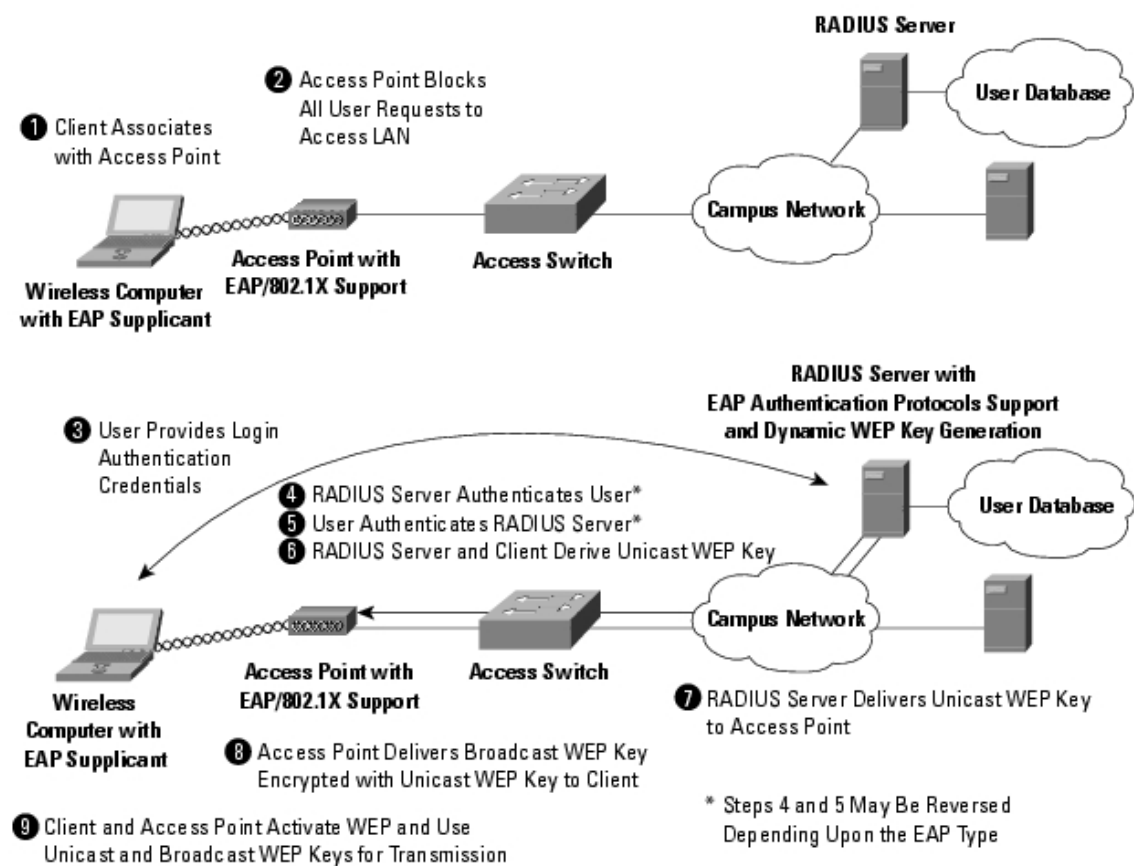 RADIUS Server
User Database
2 Access Point Blocks
All User Requests to
Access LAN
1 Client Associates
with Access Point
Campus Network
Access Point with
EAP/802.1X Support
Access Switch
Wireless Computer
with EAP Supplicant
RADIUS Server with
EAP Authentication Protocols Support
and Dynamic WEP Key Generation
3 User Provides Login
Authentication
Credentials
4 RADIUS Server Authenticates User*
5 User Authenticates RADIUS Server*
6 RADIUS Server and Client Derive Unicast WEP Key
User Database
Campus Network
Access Point with
EAP/802.1X Support
Access Switch
Wireless
Computer with
EAP Supplicant
7 RADIUS Server Delivers Unicast WEP Key
to Access Point
8 Access Point Delivers Broadcast WEP Key
Encrypted with Unicast WEP Key to Client
* Steps 4 and 5 May Be Reversed
Depending Upon the EAP Type
9 Client and Access Point Activate WEP and Use
Unicast and Broadcast WEP Keys for Transmission